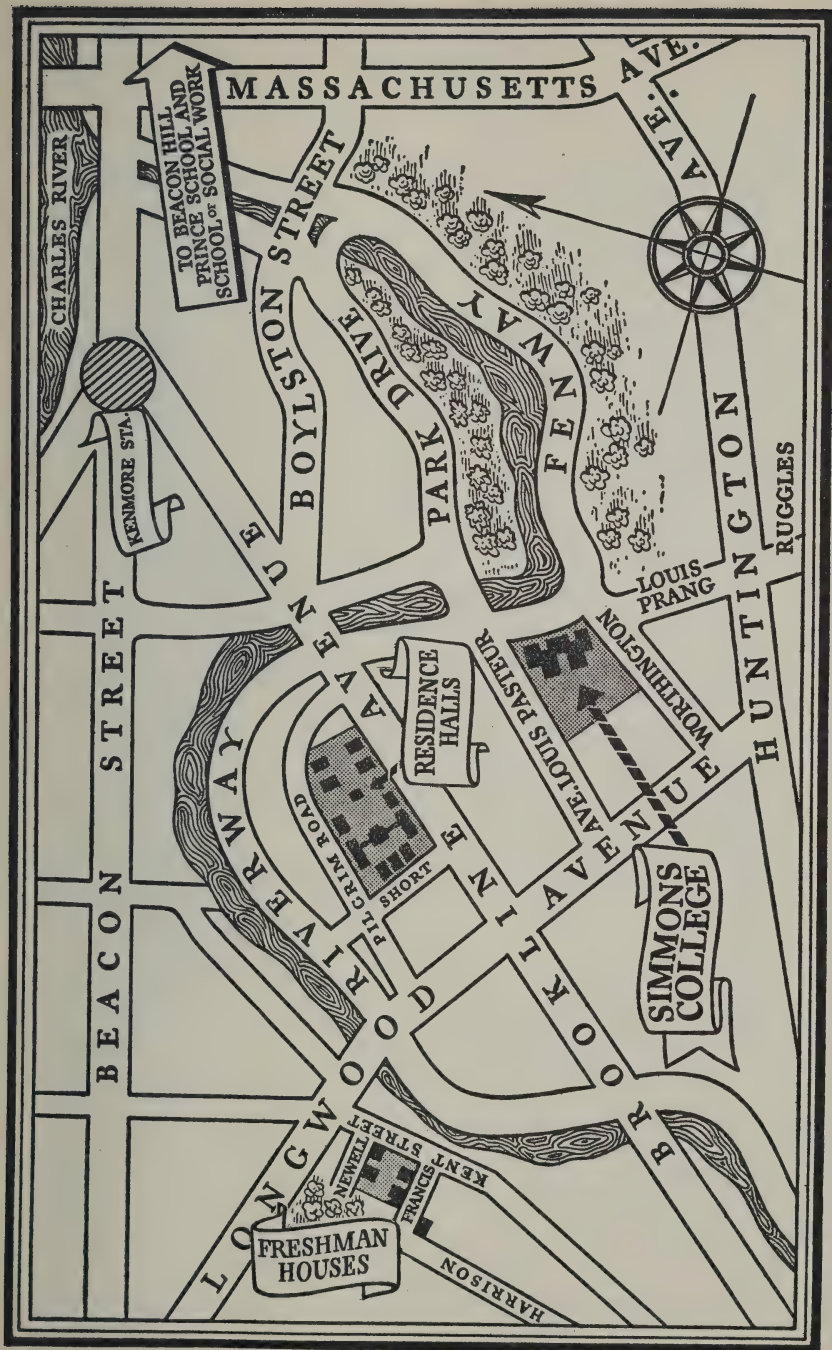 MASSACHUSETTS AVE.
TO BEACON HILL
PRINCE SCHOOL AND
SCHOOL OF SOCIAL WORK
CHARLES RIVER
KENMORE STA.
BOYLSTON STREET
PARK DRIVE
FENWAY
HUNTINGTON AVE.
RUGGLES
LOUIS
PRANG
WORTHINGTON
AVE. LOUIS PASTEUR
BEACON STREET
BROOKLINE AVENUE
RIVERWAY
PILGRIM ROAD
SHORT
RESIDENCE
HALLS
SIMMONS
COLLEGE
LONGWOOD AVENUE
KENT STREET
NEWELL
FRANCIS
HARRISON
FRESHMAN
HOUSES